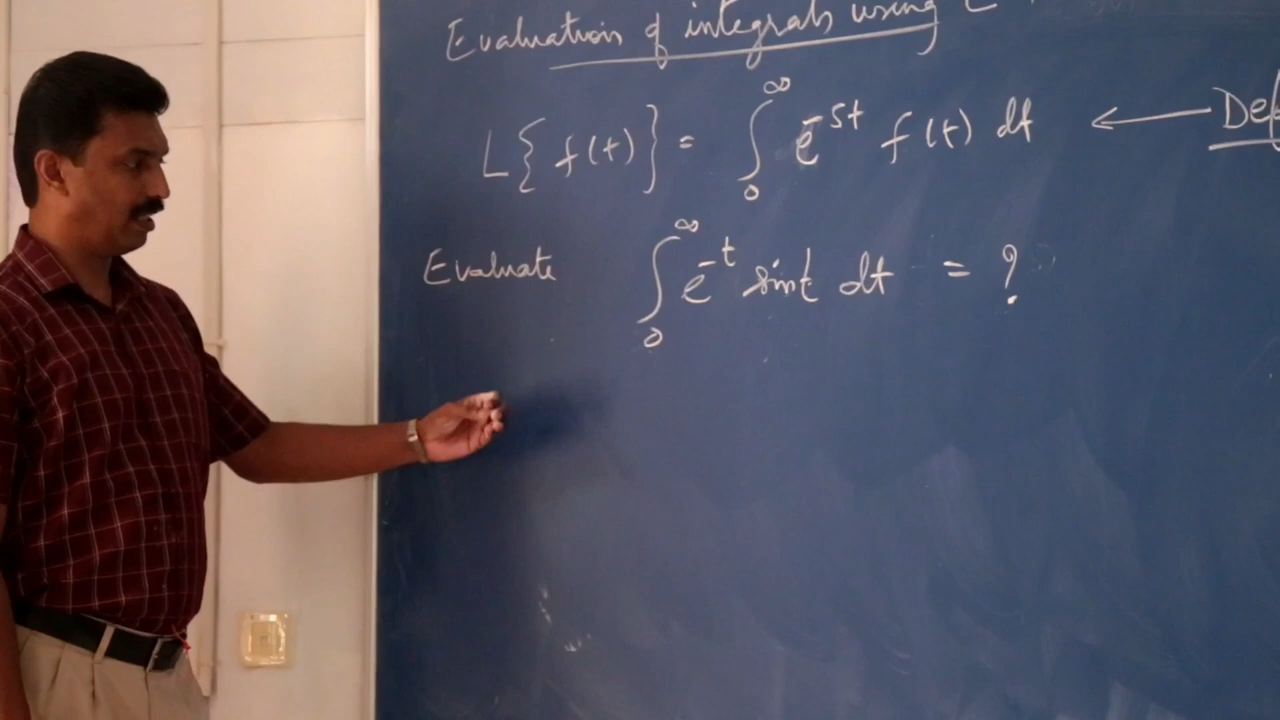 Evaluation of integrals using L
L{f(t)} = ∫₀^∞ e^-st f(t) dt ←
Evaluate ∫₀^∞ e^-t sint dt = ?